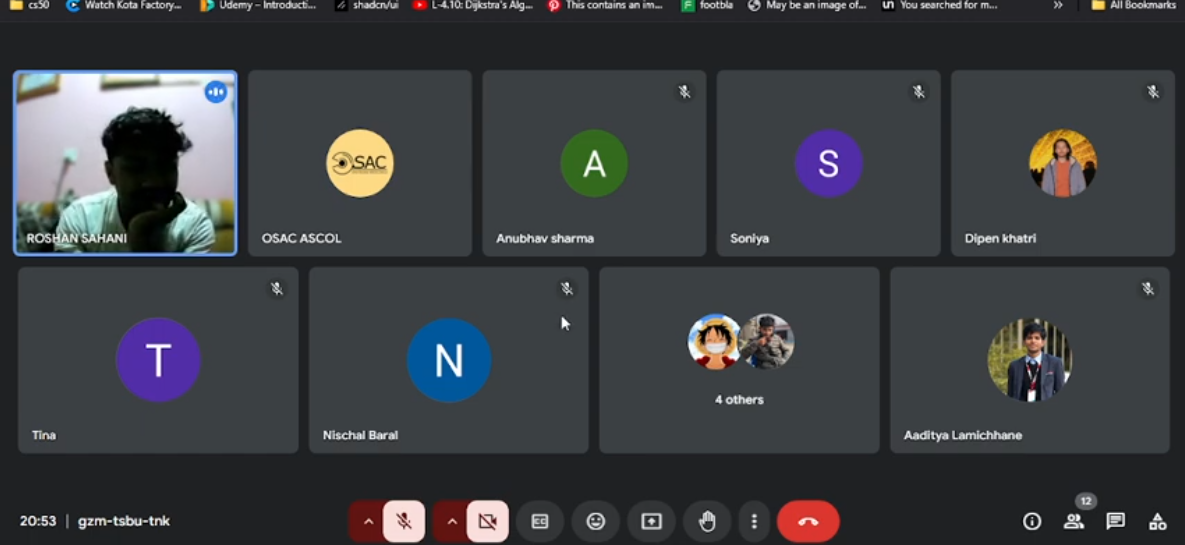 cs50 Watch Kota Factory... Udemy – Introducti... shadcn/ui L-4.10: Dijkstra's Alg... This contains an im... footbla May be an image of... un You searched for m... » All Bookmarks
ROSHAN SAHANI
OSAC
OSAC ASCOL
A
Anubhav sharma
S
Soniya
Dipen khatri
T
Tina
N
Nischal Baral
4 others
Aaditya Lamichhane
20:53 | gzm-tsbu-tnk
CC
12